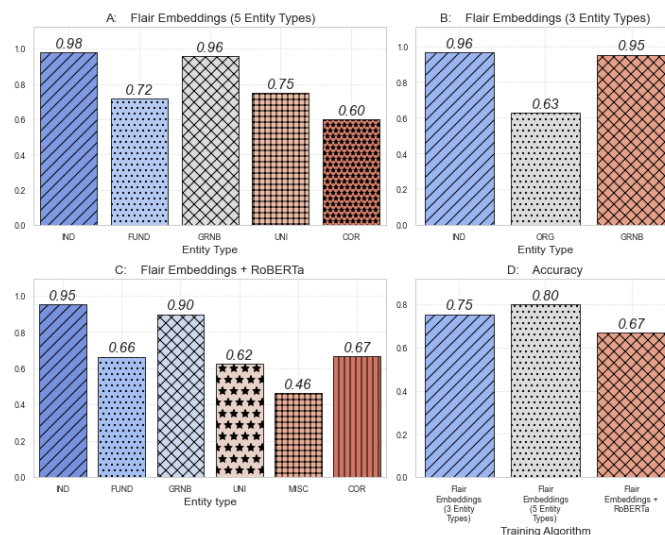 A:    Flair Embeddings (5 Entity Types)
0.98
0.96
0.72
0.75
0.60
1.0
0.8
0.6
0.4
0.2
0.0
IND FUND GRNB UNI COR
Entity Type
B:    Flair Embeddings (3 Entity Types)
0.96
0.95
0.63
1.0
0.8
0.6
0.4
0.2
0.0
IND ORG GRNB
Entity Type
C:    Flair Embeddings + RoBERTa
0.95
0.90
0.66
0.62
0.46
0.67
1.0
0.8
0.6
0.4
0.2
0.0
IND FUND GRNB UNI MISC COR
Entity type
D:    Accuracy
0.75
0.80
0.67
0.8
0.6
0.4
0.2
0.0
Flair
Embeddings
(3 Entity
Types)
Flair
Embeddings
(5 Entity
Types)
Flair
Embeddings +
RoBERTa
Training Algorithm